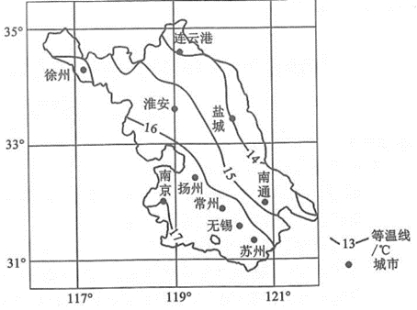 35°
连云港
徐州
淮安
盐城
16
33°
14
15
南京
扬州
南通
常州
17
无锡
苏州
31°
117°
119°
121°
13
等温线
/℃
城市